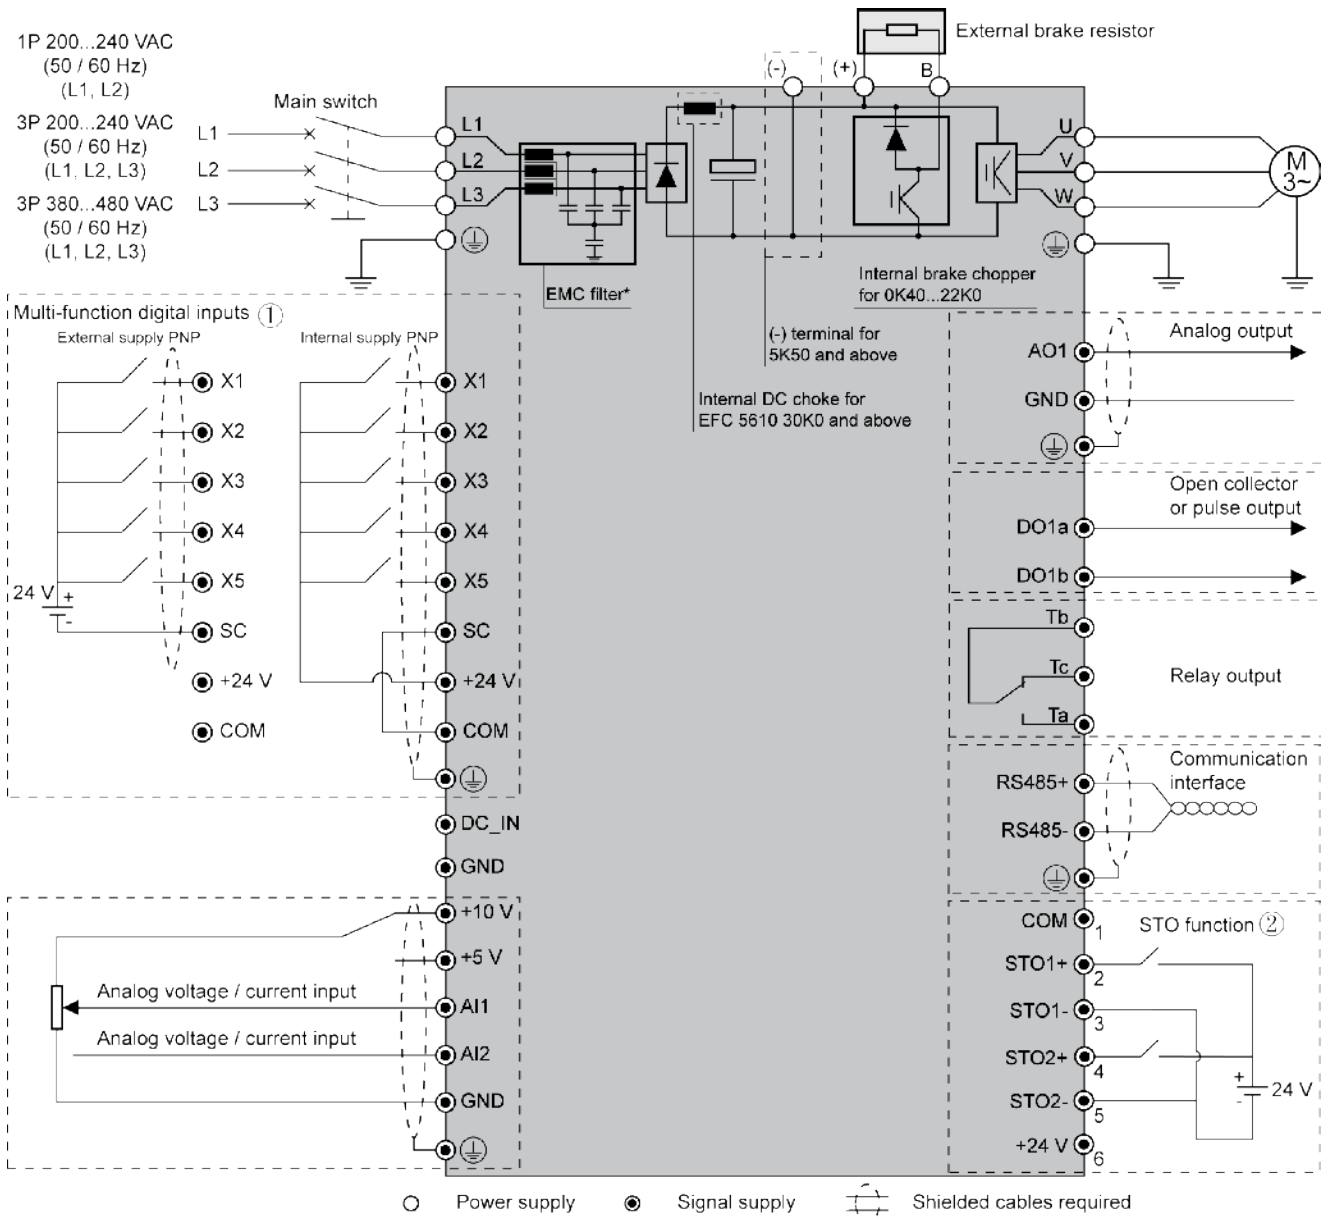 1P 200...240 VAC
(50 / 60 Hz)
(L1, L2)
3P 200...240 VAC
(50 / 60 Hz)
(L1, L2, L3)
3P 380...480 VAC
(50 / 60 Hz)
(L1, L2, L3)
Main switch
L1
L2
L3
L1
L2
L3
EMC filter*
(-)
(+)
B
External brake resistor
U
V
W
M
3~
Internal brake chopper
for 0K40...22K0
(-) terminal for
5K50 and above
Internal DC choke for
EFC 5610 30K0 and above
Multi-function digital inputs ①
External supply PNP
Internal supply PNP
X1
X2
X3
X4
X5
24 V
+
-
SC
+24 V
COM
X1
X2
X3
X4
X5
SC
+24 V
COM
DC_IN
GND
+10 V
+5 V
Analog voltage / current input
AI1
Analog voltage / current input
AI2
GND
Analog output
AO1
GND
Open collector
or pulse output
DO1a
DO1b
Tb
Tc
Ta
Relay output
Communication
interface
RS485+
RS485-
STO function ②
COM
1
STO1+
2
STO1-
3
STO2+
4
STO2-
5
+24 V
6
+
-
24 V
Power supply
Signal supply
Shielded cables required